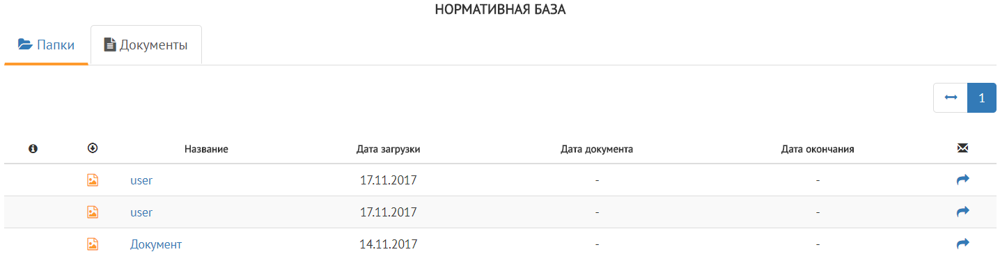 НОРМАТИВНАЯ БАЗА
Папки Документы
1
Название Дата загрузки Дата документа Дата окончания
user 17.11.2017 - -
user 17.11.2017 - -
Документ 14.11.2017 - -